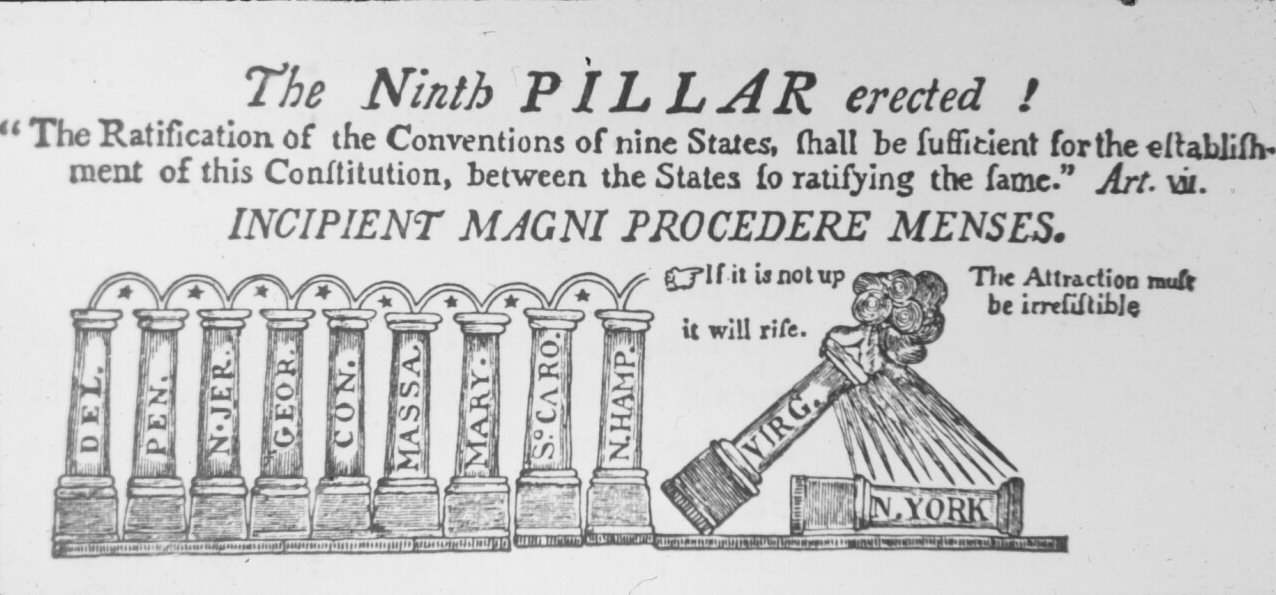 The Ninth PILLAR erected !
“The Ratification of the Conventions of nine States, ſhall be ſufficient for the eſtabliſh-
ment of this Conſtitution, between the States ſo ratifying the ſame.” Art. vii.
INCIPIENT MAGNI PROCEDERE MENSES.
☞If it is not up
it will riſe.
The Attraction muſt
be irreſiſtible
DEL.
PEN.
N.JER.
GEOR.
CON.
MASSA.
MARY.
S.º CARO.
N.HAMP.
VIRG.
N.YORK